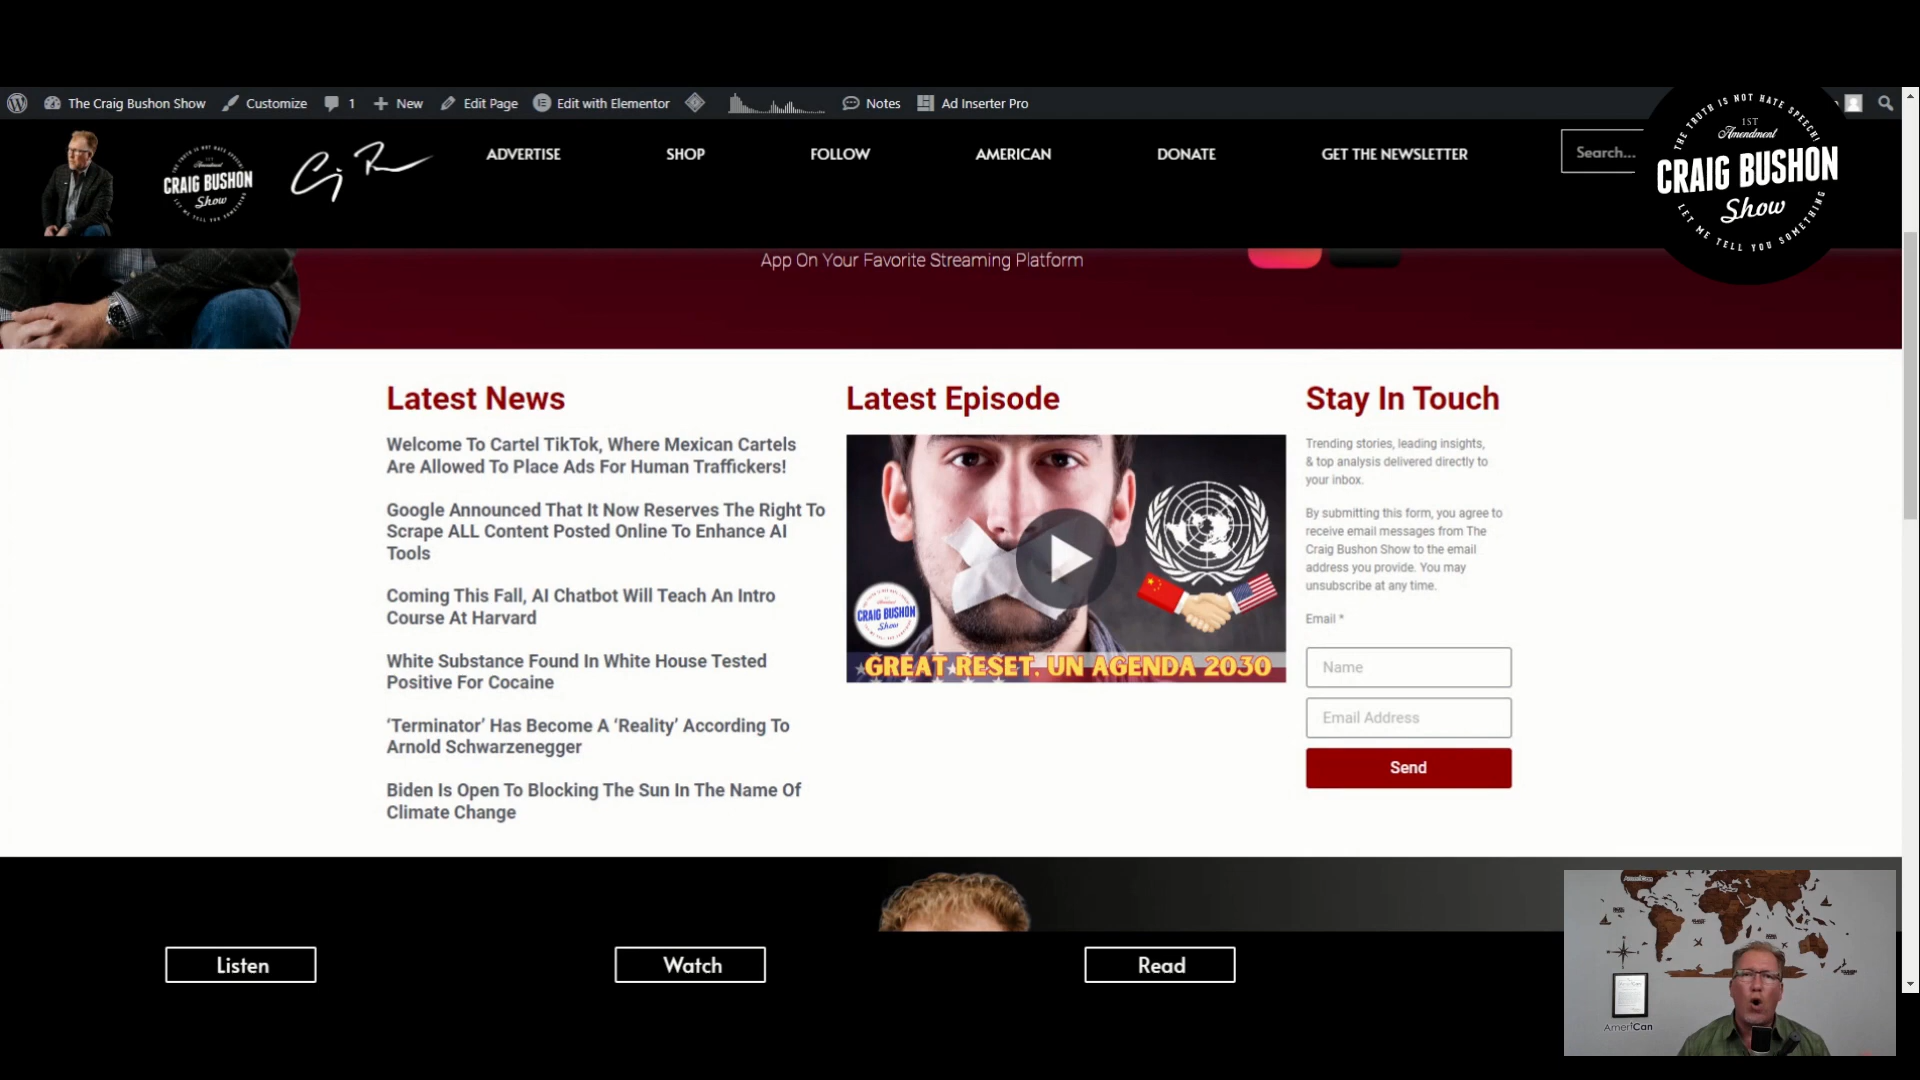 The Craig Bushon Show Customize 1 New Edit Page Edit with Elementor Notes Ad Inserter Pro
CRAIG BUSHON
Show
ADVERTISE SHOP FOLLOW AMERICAN DONATE GET THE NEWSLETTER
Search...
THE TRUTH IS NOT HATE SPEECH!
1ST
Amendment
CRAIG BUSHON
Show
LET ME TELL YOU SOMETHING
App On Your Favorite Streaming Platform
Latest News
Welcome To Cartel TikTok, Where Mexican Cartels
Are Allowed To Place Ads For Human Traffickers!
Google Announced That It Now Reserves The Right To
Scrape ALL Content Posted Online To Enhance AI
Tools
Coming This Fall, AI Chatbot Will Teach An Intro
Course At Harvard
White Substance Found In White House Tested
Positive For Cocaine
‘Terminator’ Has Become A ‘Reality’ According To
Arnold Schwarzenegger
Biden Is Open To Blocking The Sun In The Name Of
Climate Change
Latest Episode
CRAIG BUSHON
Show
GREAT RESET, UN AGENDA 2030
Stay In Touch
Trending stories, leading insights,
& top analysis delivered directly to
your inbox.
By submitting this form, you agree to
receive email messages from The
Craig Bushon Show to the email
address you provide. You may
unsubscribe at any time.
Email *
Name
Email Address
Send
Listen
Watch
Read
AmeriCan